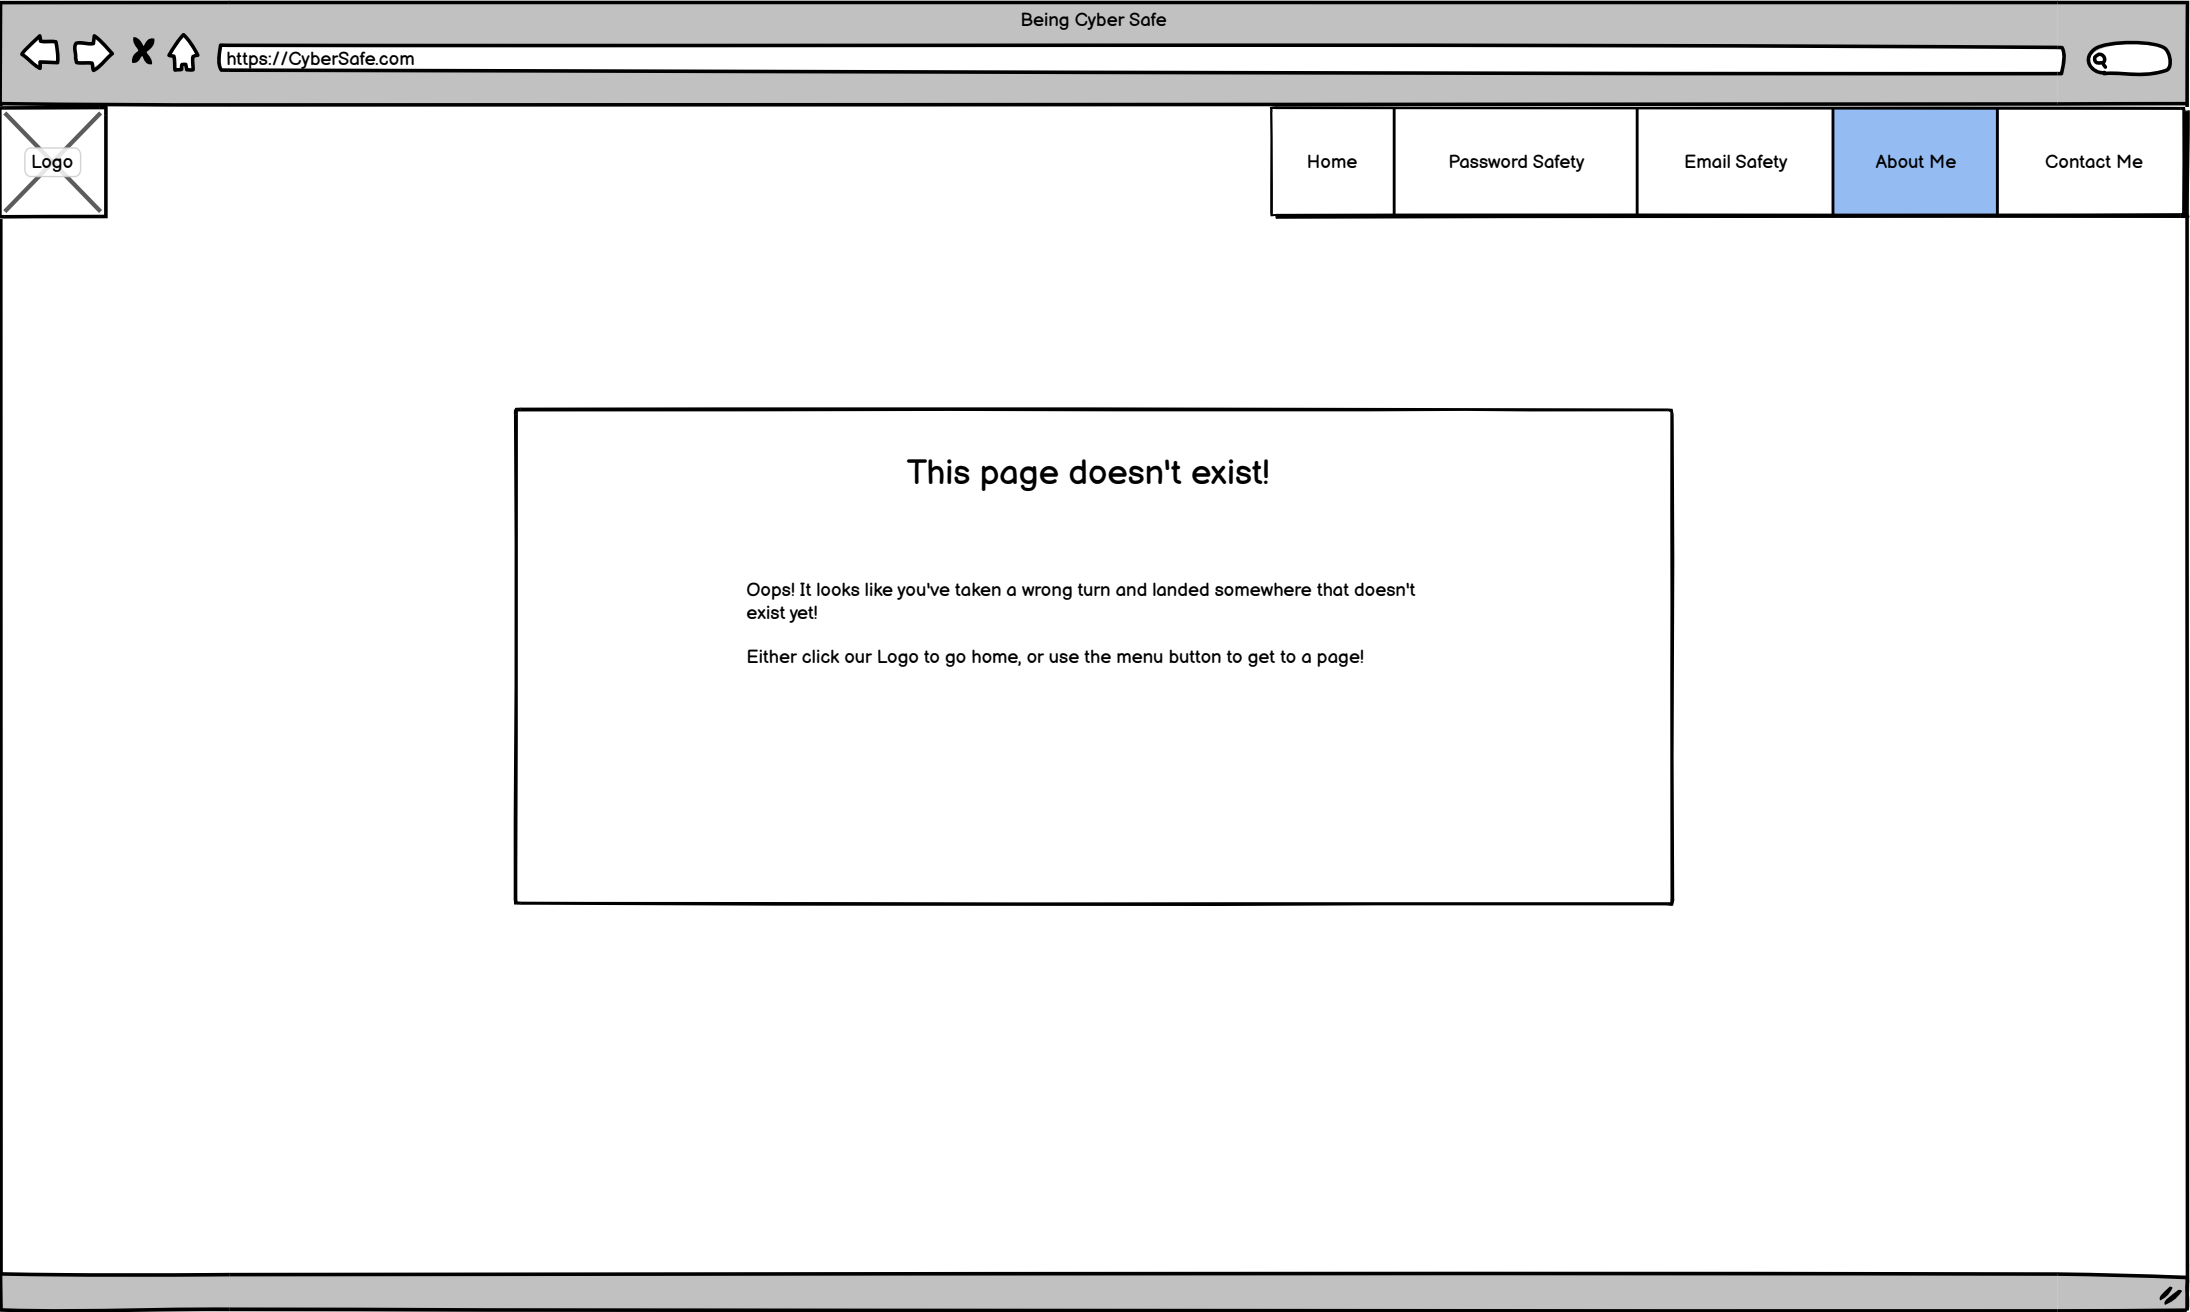 Being Cyber Safe
https://CyberSafe.com
Logo
Home
Password Safety
Email Safety
About Me
Contact Me
This page doesn't exist!
Oops! It looks like you've taken a wrong turn and landed somewhere that doesn't
exist yet!
Either click our Logo to go home, or use the menu button to get to a page!